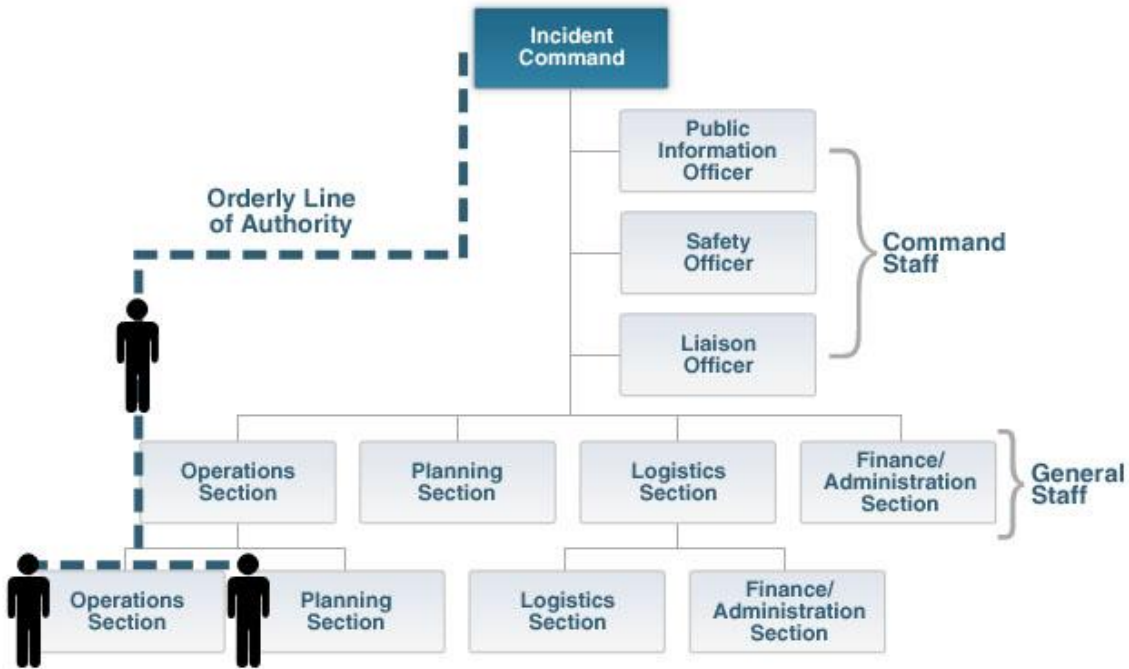 Incident
Command
Public
Information
Officer
Orderly Line
of Authority
Safety
Officer
Command
Staff
Liaison
Officer
Operations
Section
Planning
Section
Logistics
Section
Finance/
Administration
Section
General
Staff
Operations
Section
Planning
Section
Logistics
Section
Finance/
Administration
Section